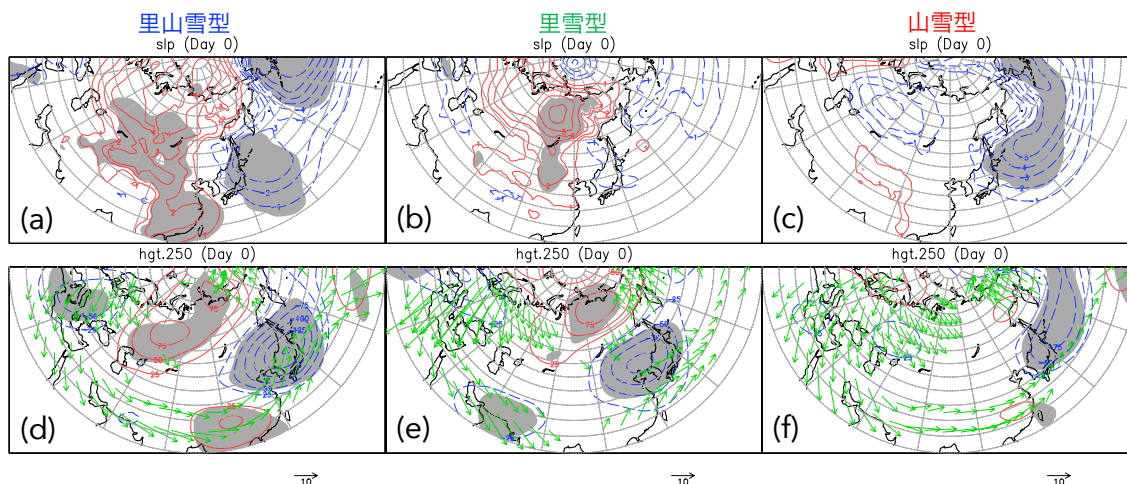 里山雪型
里雪型
山雪型
slp (Day 0)
slp (Day 0)
slp (Day 0)
(a)
(b)
(c)
hgt.250 (Day 0)
hgt.250 (Day 0)
hgt.250 (Day 0)
(d)
(e)
(f)
10
10
10